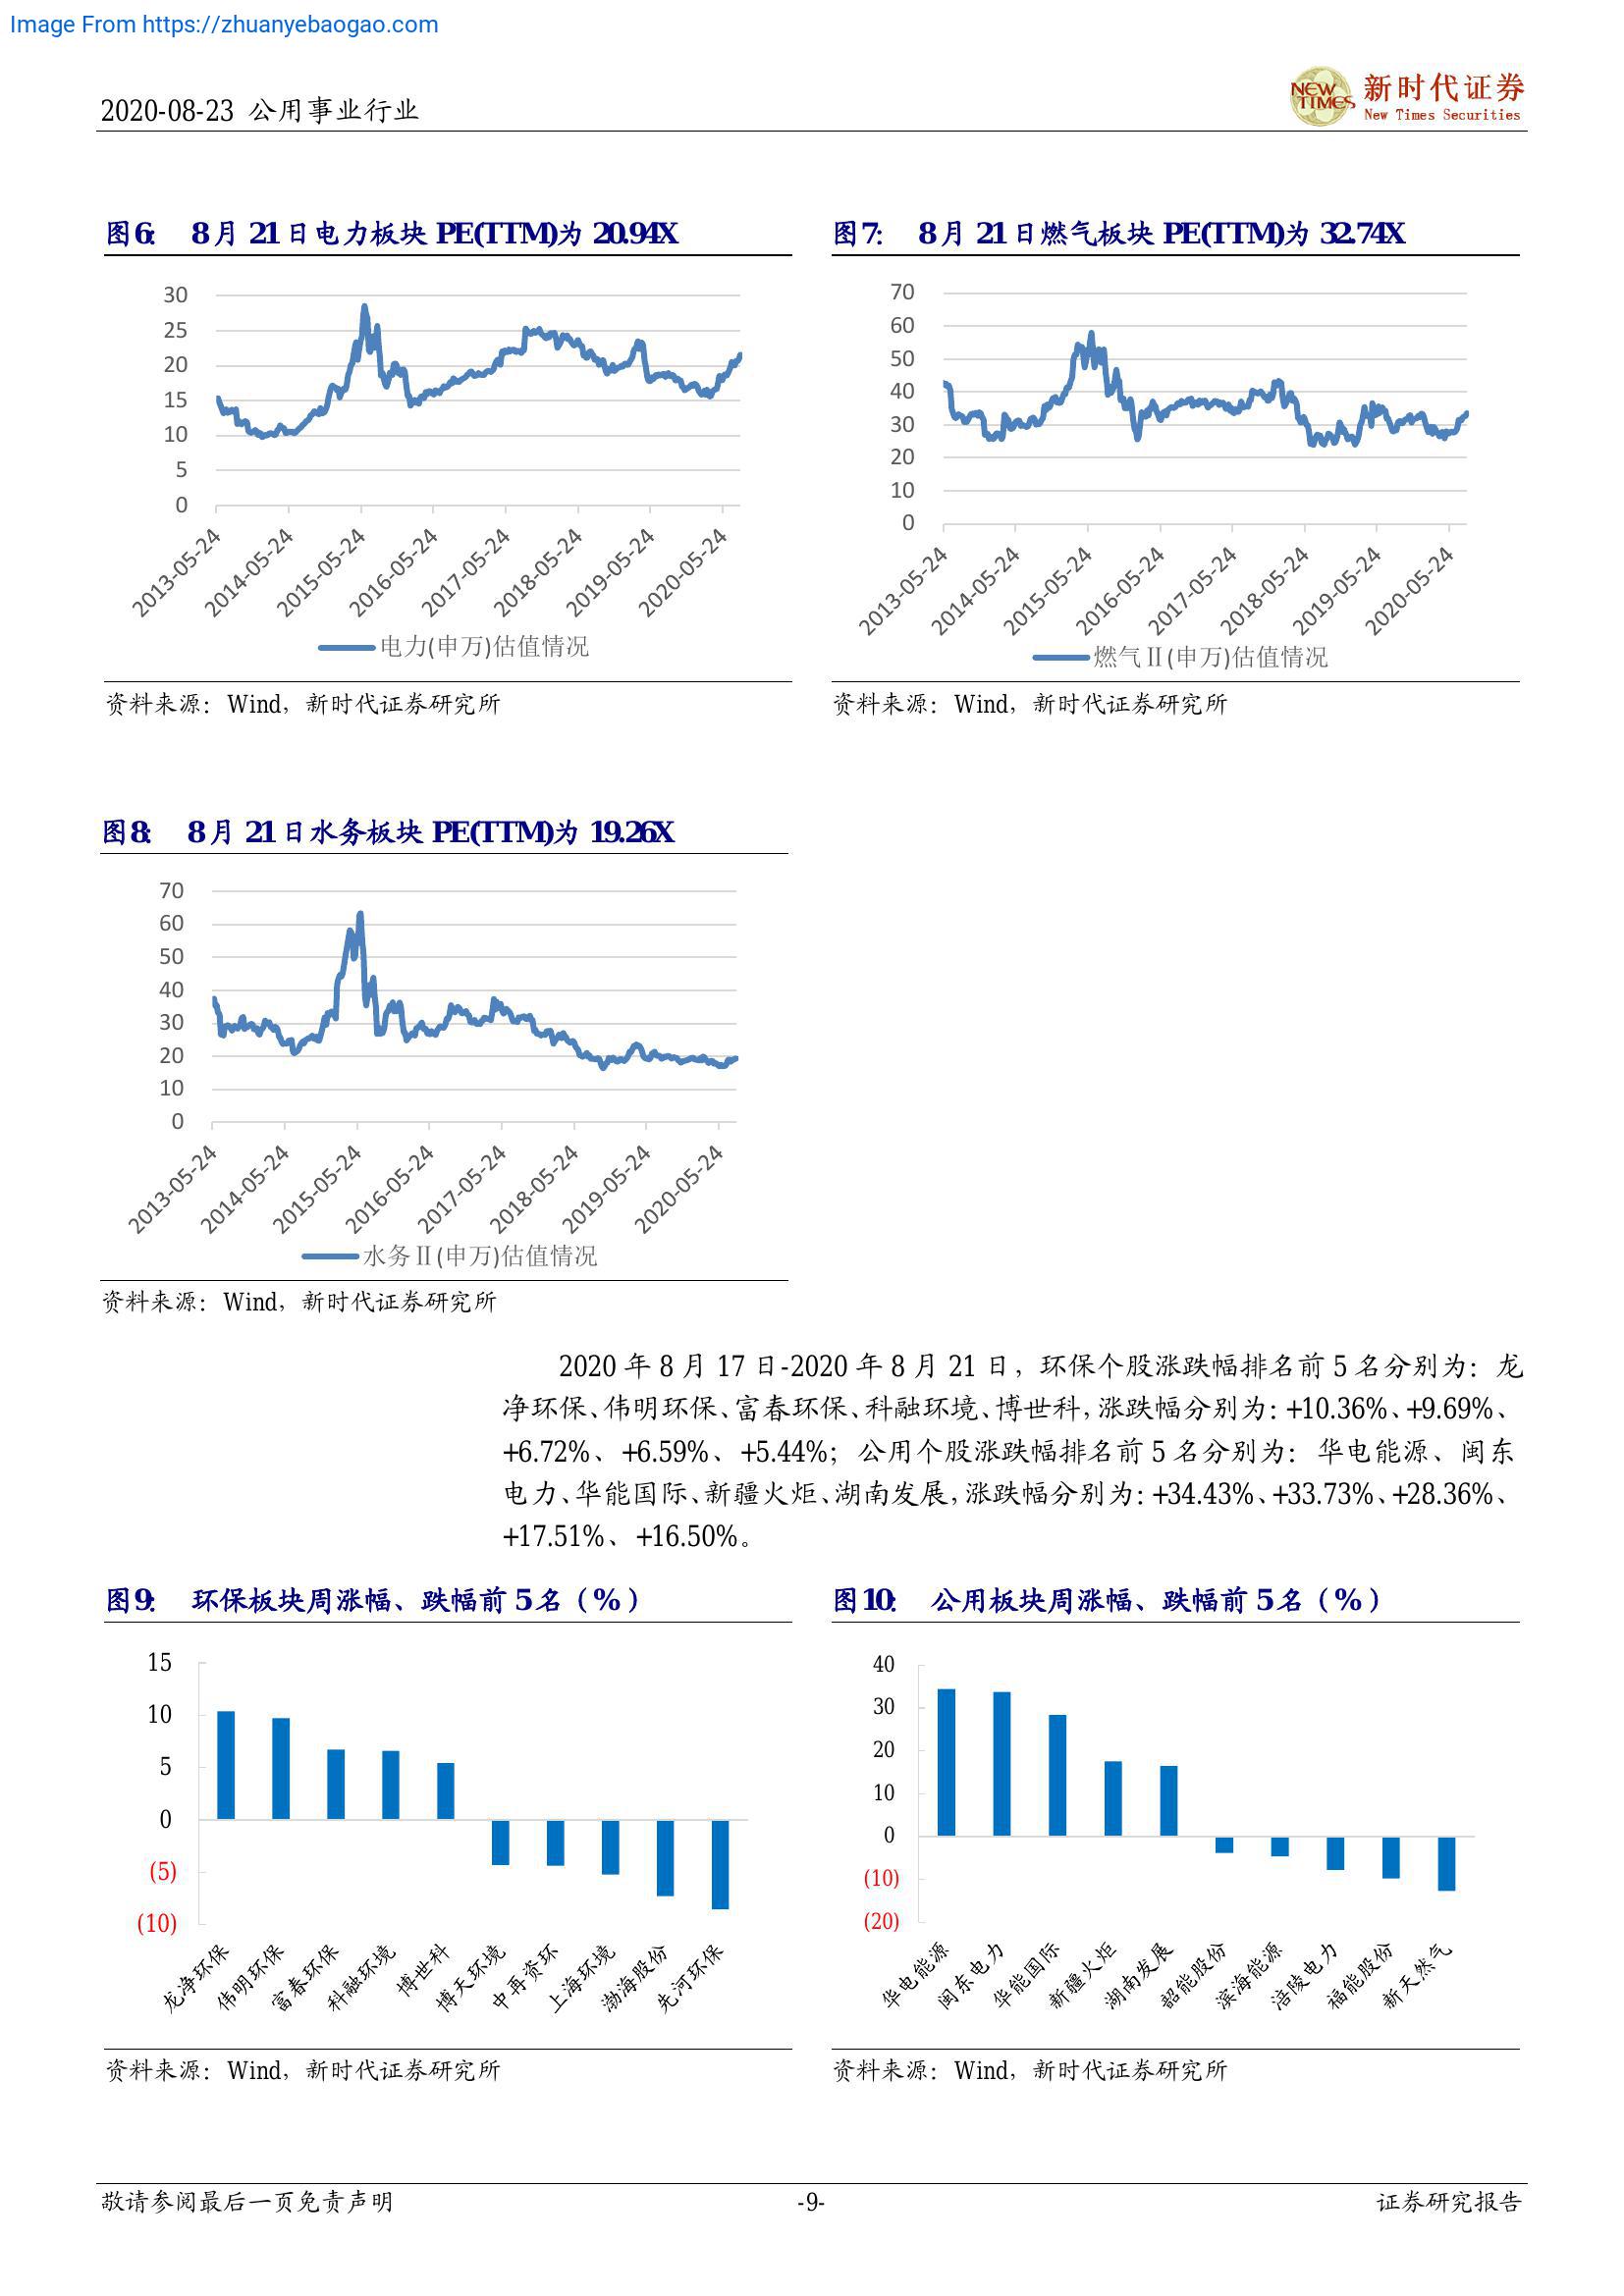 Image From https://zhuanyebaogao.com
2020-08-23 公用事业行业
NEW TIMES 新时代证券
New Times Securities
图6: 8月21日电力板块 PE(TTM)为 20.94X
30
25
20
15
10
5
0
2013-05-24
2014-05-24
2015-05-24
2016-05-24
2017-05-24
2018-05-24
2019-05-24
2020-05-24
电力(申万)估值情况
资料来源：Wind，新时代证券研究所
图7: 8月21日燃气板块 PE(TTM)为 32.74X
70
60
50
40
30
20
10
0
2013-05-24
2014-05-24
2015-05-24
2016-05-24
2017-05-24
2018-05-24
2019-05-24
2020-05-24
燃气Ⅱ(申万)估值情况
资料来源：Wind，新时代证券研究所
图8: 8月21日水务板块 PE(TTM)为 19.26X
70
60
50
40
30
20
10
0
2013-05-24
2014-05-24
2015-05-24
2016-05-24
2017-05-24
2018-05-24
2019-05-24
2020-05-24
水务Ⅱ(申万)估值情况
资料来源：Wind，新时代证券研究所
2020 年 8 月 17 日-2020 年 8 月 21 日，环保个股涨跌幅排名前 5 名分别为：龙
净环保、伟明环保、富春环保、科融环境、博世科，涨跌幅分别为：+10.36%、+9.69%、
+6.72%、+6.59%、+5.44%；公用个股涨跌幅排名前 5 名分别为：华电能源、闽东
电力、华能国际、新疆火炬、湖南发展，涨跌幅分别为：+34.43%、+33.73%、+28.36%、
+17.51%、+16.50%。
图9: 环保板块周涨幅、跌幅前 5 名（%）
15
10
5
0
(5)
(10)
龙净环保
伟明环保
富春环保
科融环境
博世科
博天环境
中再资环
上海环境
渤海股份
先河环保
资料来源：Wind，新时代证券研究所
图10: 公用板块周涨幅、跌幅前 5 名（%）
40
30
20
10
0
(10)
(20)
华电能源
闽东电力
华能国际
新疆火炬
湖南发展
韶能股份
滨海能源
涪陵电力
福能股份
新天然气
资料来源：Wind，新时代证券研究所
敬请参阅最后一页免责声明
-9-
证券研究报告